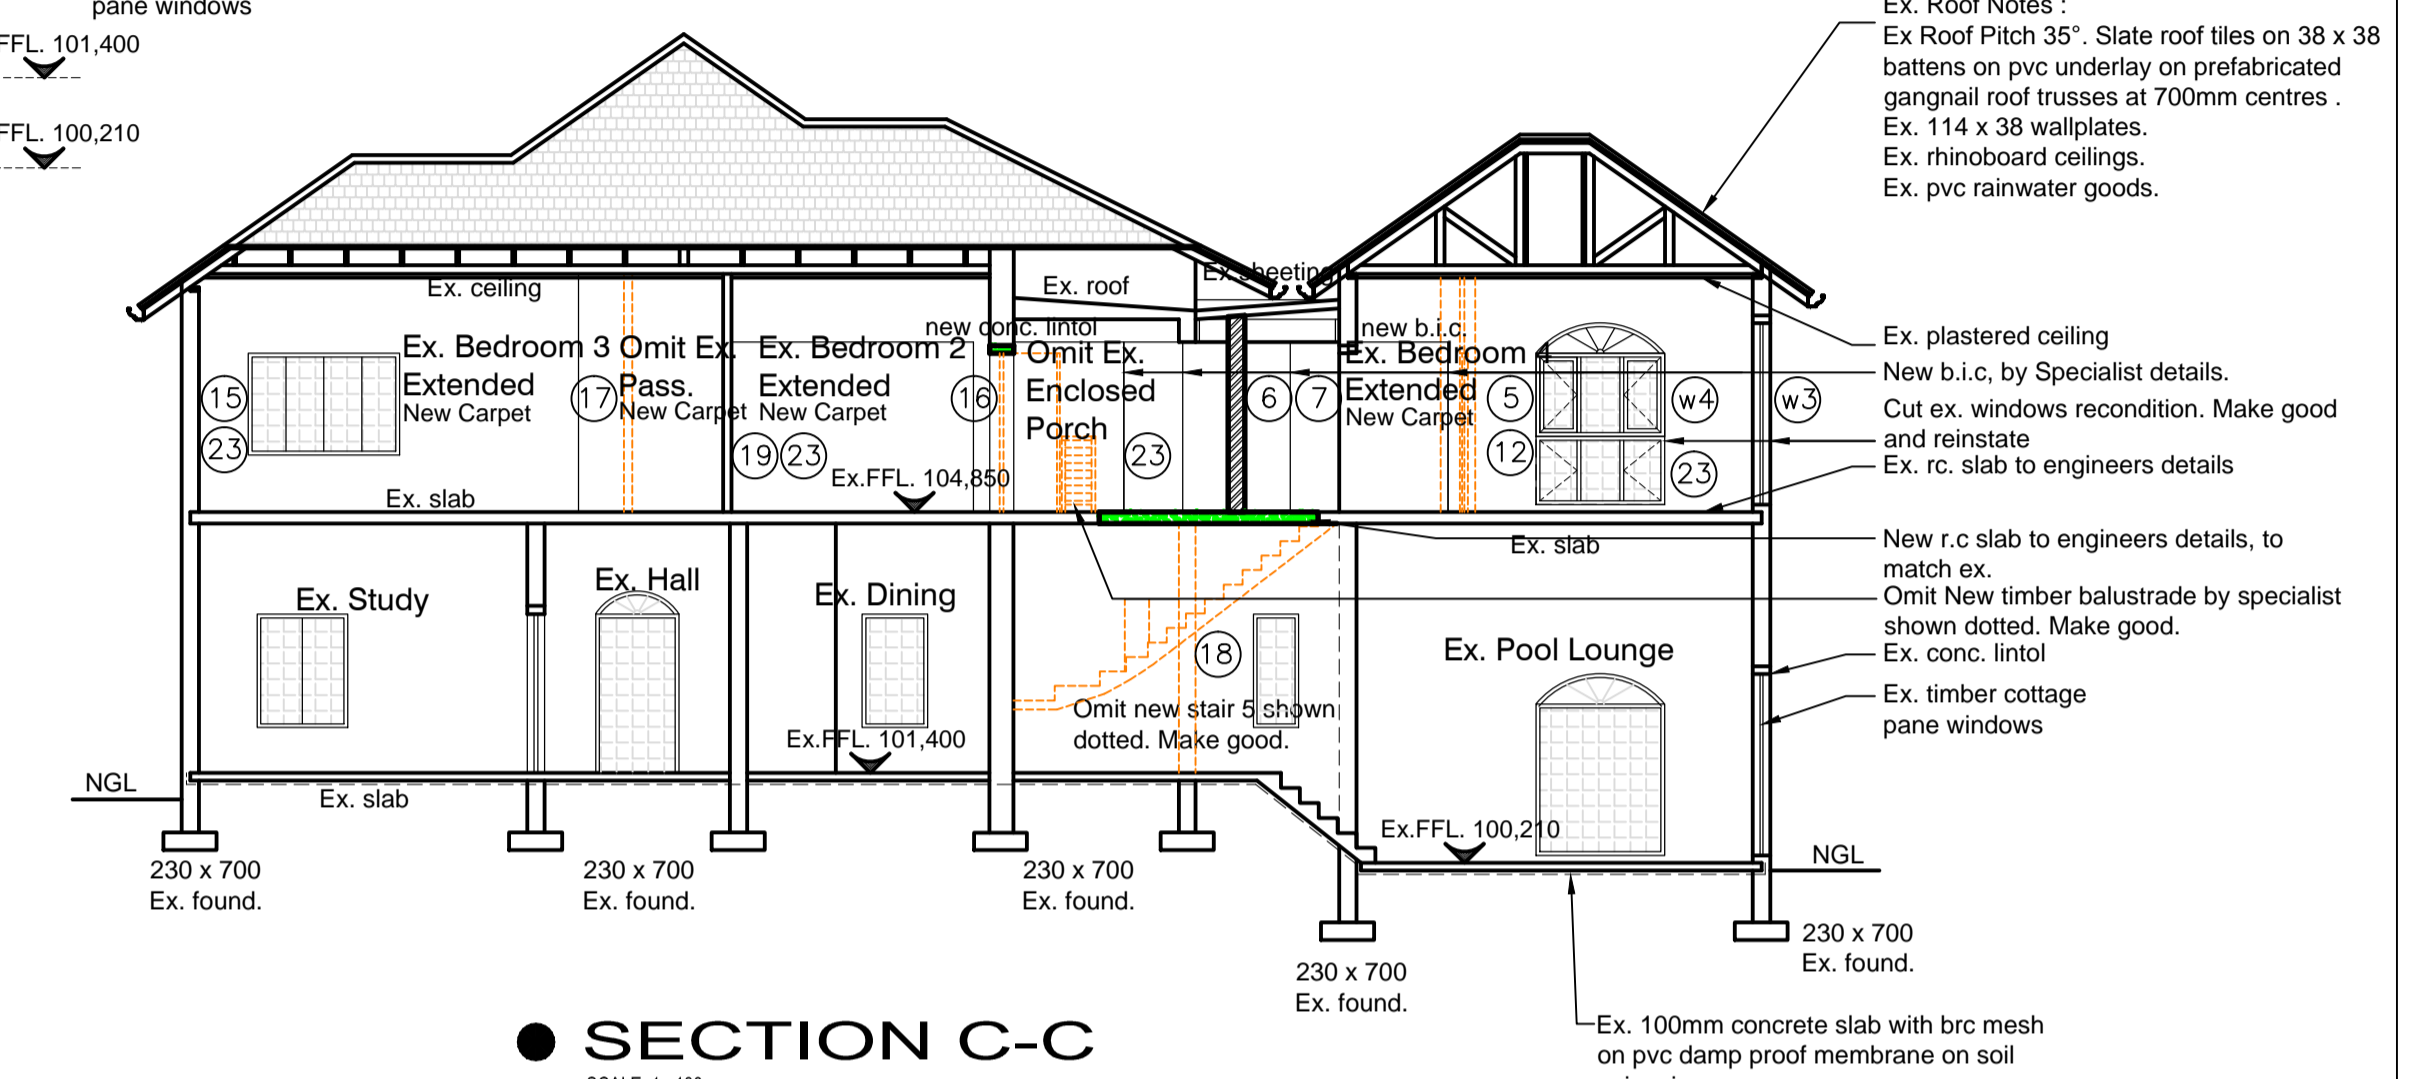 pane windows
FFL. 101,400
FFL. 100,210
Ex. Roof Notes :
Ex Roof Pitch 35°. Slate roof tiles on 38 x 38
battens on pvc underlay on prefabricated
gangnail roof trusses at 700mm centres .
Ex. 114 x 38 wallplates.
Ex. rhinoboard ceilings.
Ex. pvc rainwater goods.
Ex. ceiling
Ex. roof
Ex sheeting
new conc. lintol
new b.i.c.
Ex. Bedroom 3
Extended
New Carpet
Omit Ex.
Pass.
New Carpet
Ex. Bedroom 2
Extended
New Carpet
Omit Ex.
Enclosed
Porch
Ex. Bedroom 4
Extended
New Carpet
15
23
17
19
23
16
23
6
7
5
12
w4
23
w3
Ex. plastered ceiling
New b.i.c, by Specialist details.
Cut ex. windows recondition. Make good
and reinstate
Ex. rc. slab to engineers details
Ex. slab
Ex.FFL. 104,850
Ex. slab
New r.c slab to engineers details, to
match ex.
Omit New timber balustrade by specialist
shown dotted. Make good.
Ex. conc. lintol
Ex. timber cottage
pane windows
Ex. Study
Ex. Hall
Ex. Dining
18
Ex. Pool Lounge
Omit new stair 5 shown
dotted. Make good.
Ex.FFL. 101,400
NGL
Ex. slab
Ex.FFL. 100,210
NGL
230 x 700
Ex. found.
230 x 700
Ex. found.
230 x 700
Ex. found.
230 x 700
Ex. found.
230 x 700
Ex. found.
Ex. 100mm concrete slab with brc mesh
on pvc damp proof membrane on soil
SECTION C-C